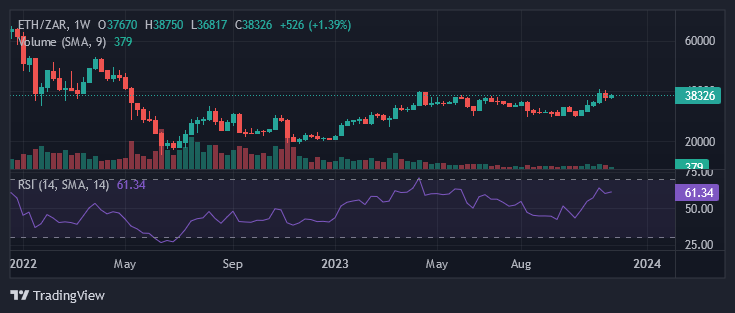 ETH/ZAR, 1W O37670 H38750 L36817 C38326 +526 (+1.39%)
Volume (SMA, 9) 379
60000
38326
20000
379
75.00
RSI (14, SMA, 14) 61.34
61.34
50.00
25.00
2022 May Sep 2023 May Aug 2024
TradingView